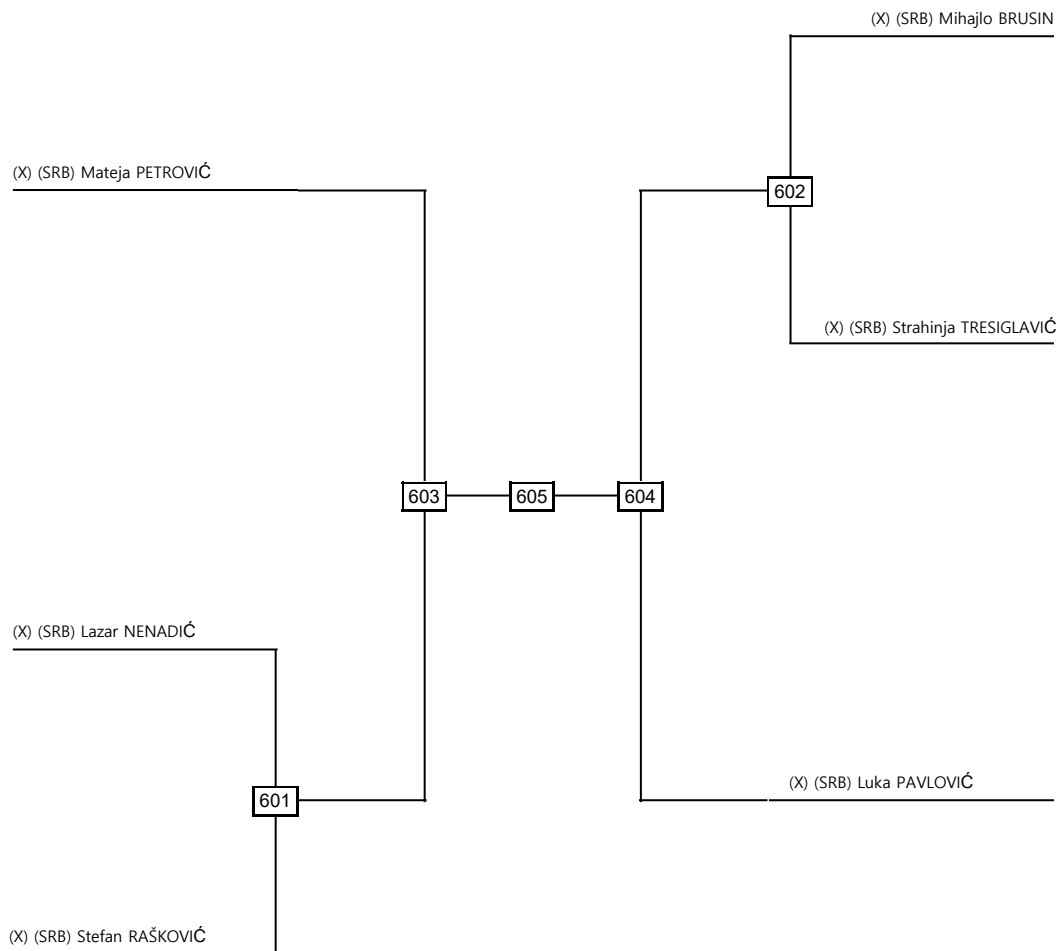 (X) (SRB) Mihajlo BRUSIN
(X) (SRB) Mateja PETROVIĆ
602
(X) (SRB) Strahinja TRESIGLAVIĆ
603
605
604
(X) (SRB) Lazar NENADIĆ
(X) (SRB) Luka PAVLOVIĆ
601
(X) (SRB) Stefan RAŠKOVIĆ